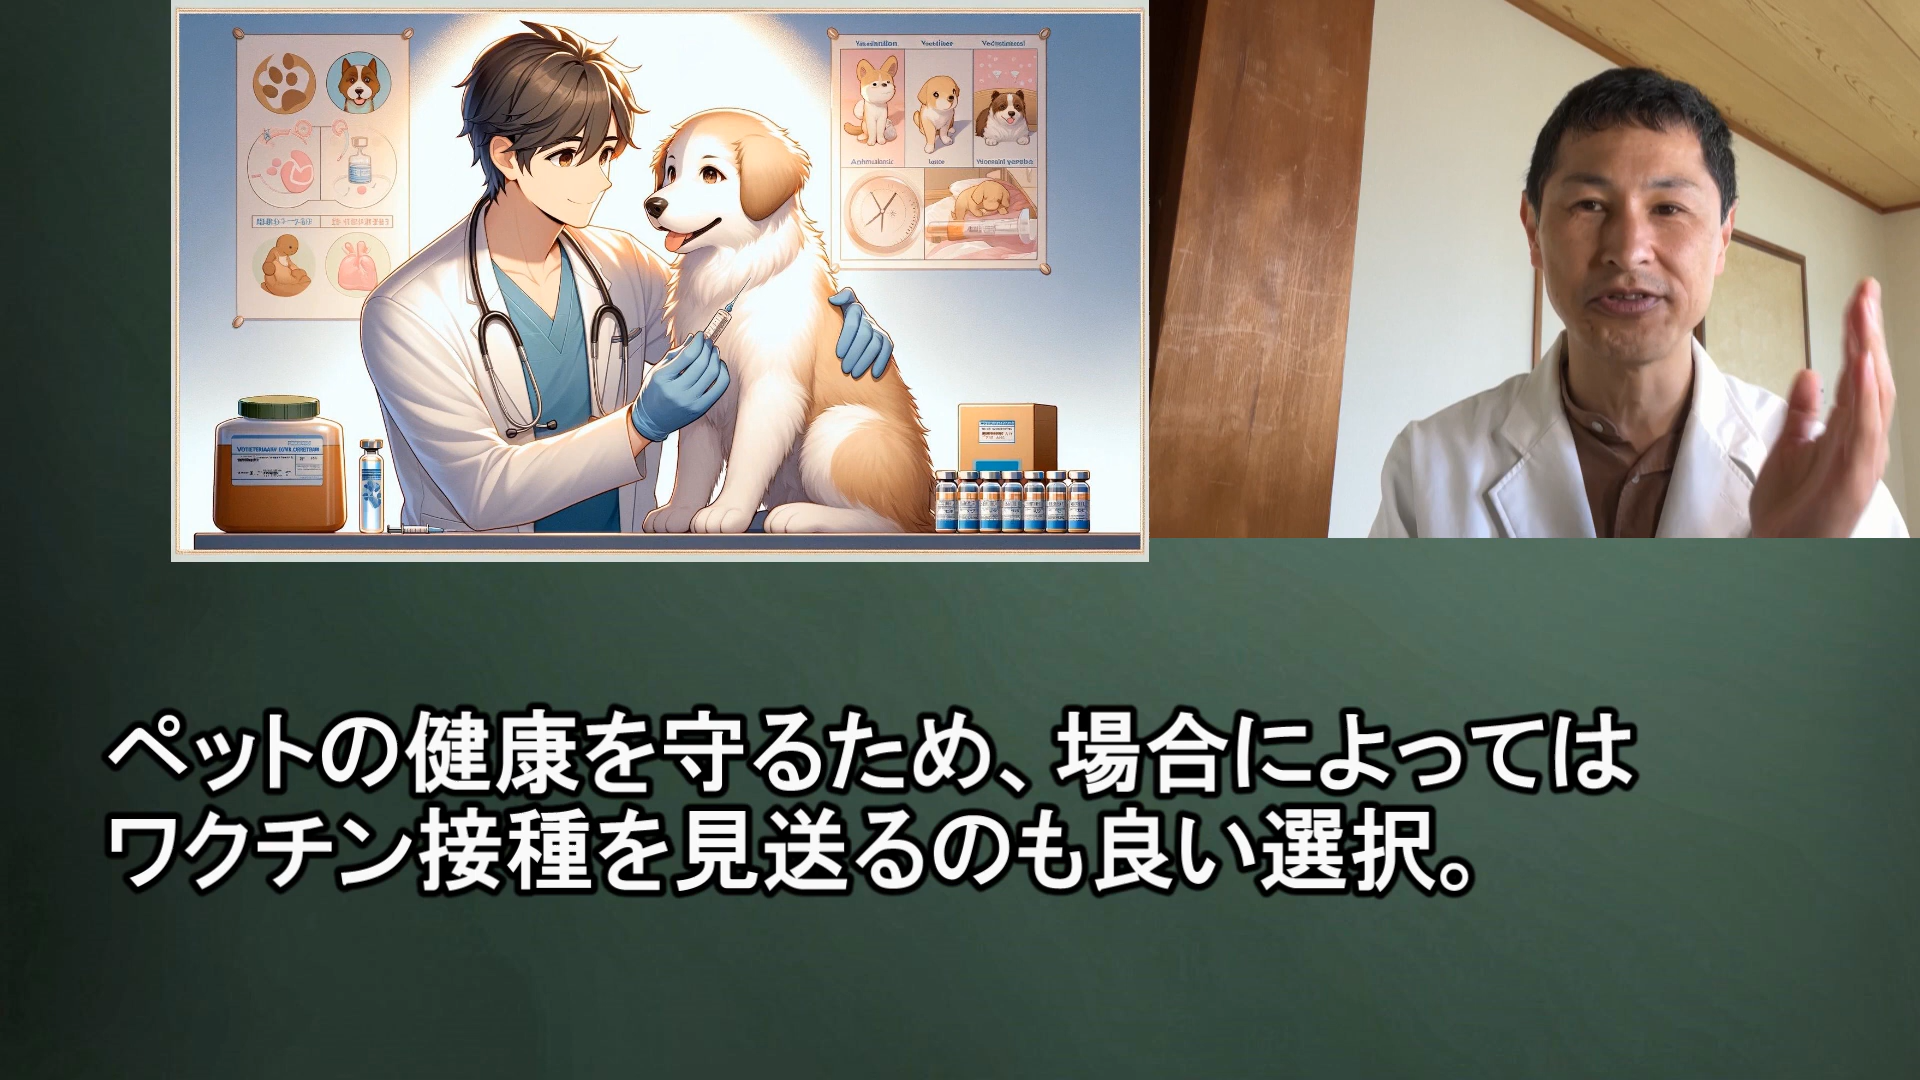 ペットの健康を守るため、場合によっては
ワクチン接種を見送るのも良い選択。